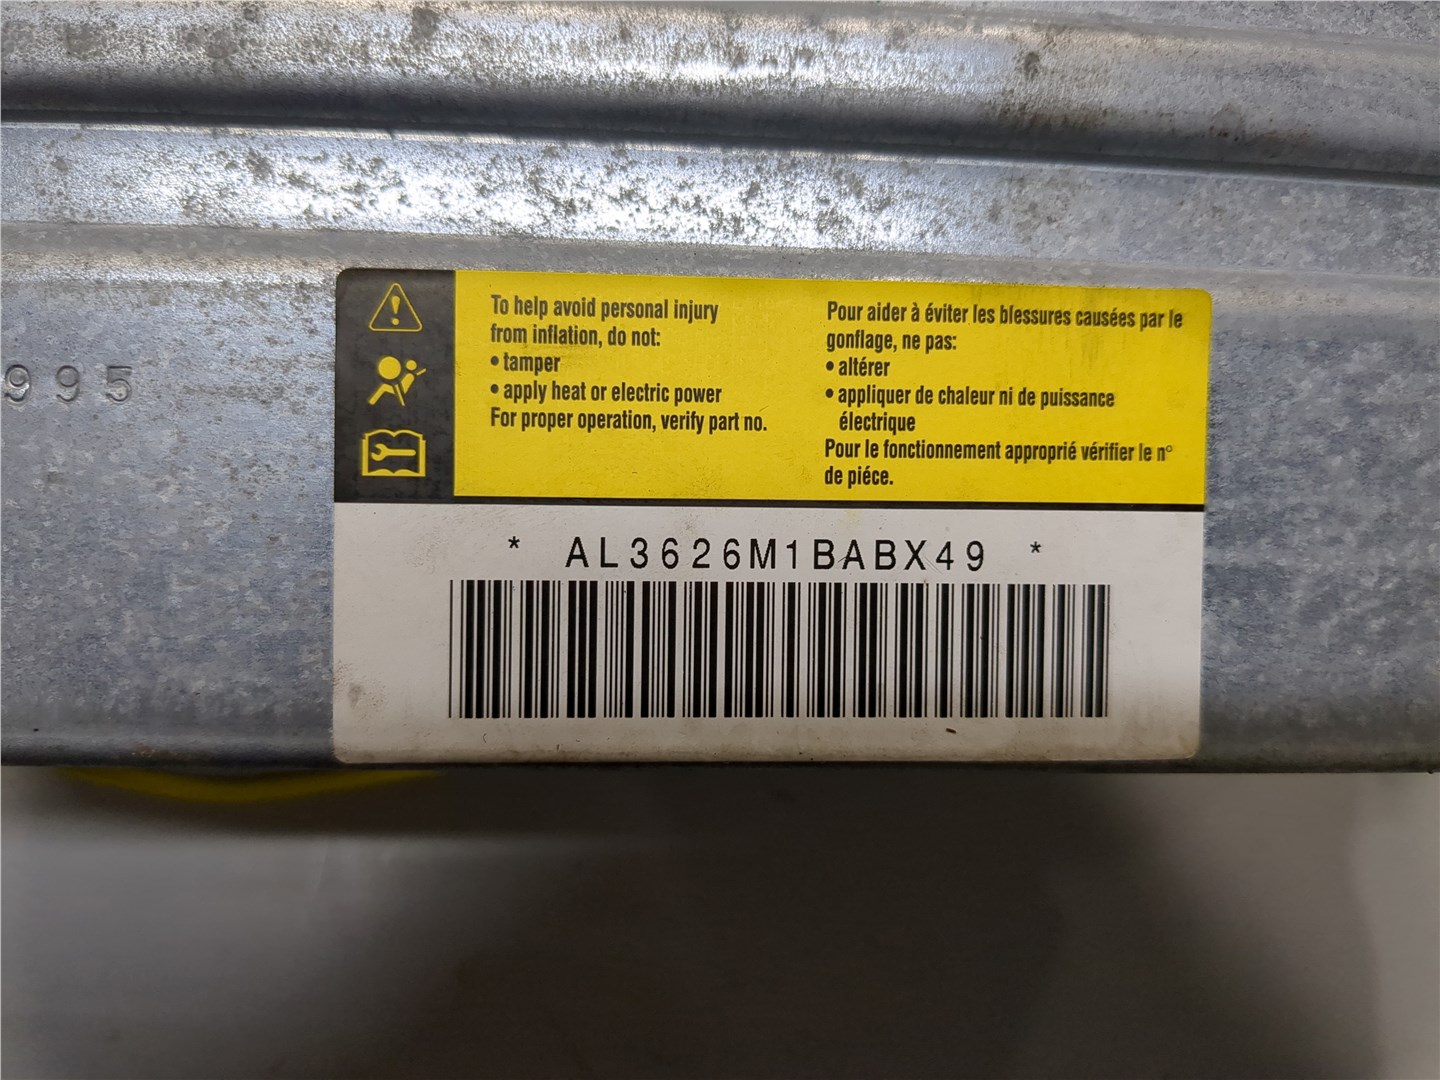 995
To help avoid personal injury
from inflation, do not:
• tamper
• apply heat or electric power
For proper operation, verify part no.
Pour aider à éviter les blessures causées par le
gonflage, ne pas:
• altérer
• appliquer de chaleur ni de puissance
électrique
Pour le fonctionnement approprié vérifier le n°
de piéce.
* AL3626M1BABX49 *